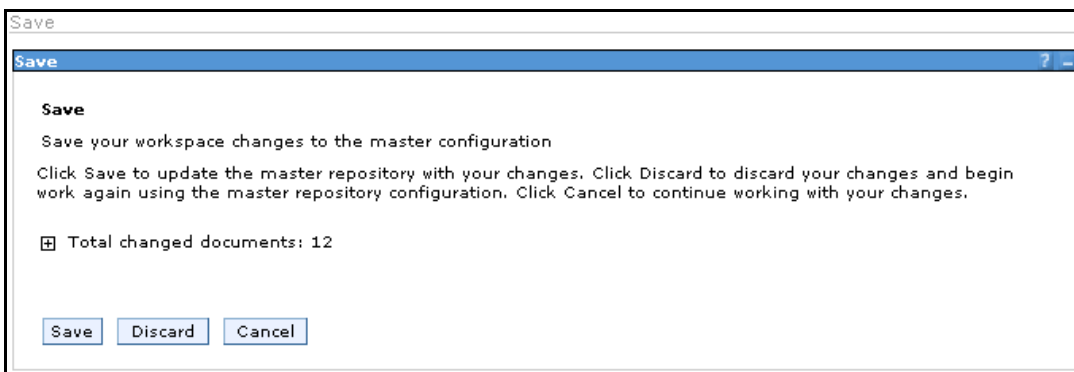 Save
Save
?
Save
Save your workspace changes to the master configuration
Click Save to update the master repository with your changes. Click Discard to discard your changes and begin
work again using the master repository configuration. Click Cancel to continue working with your changes.
Total changed documents: 12
Save Discard Cancel